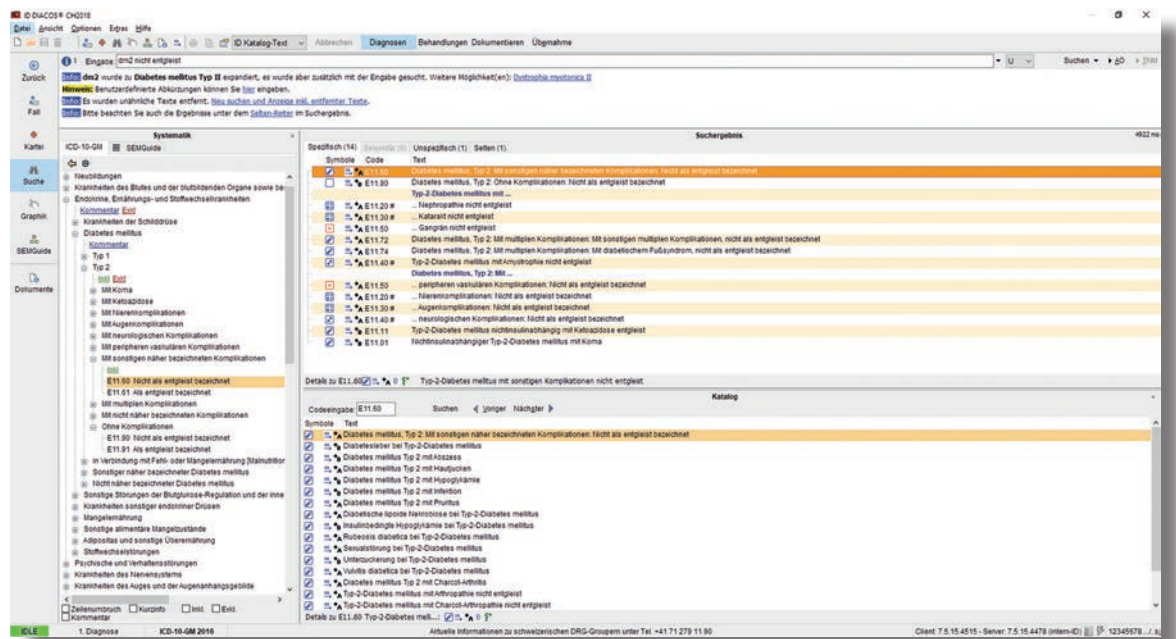 ID DIACOS® CH2018
Datei Ansicht Optionen Extras Hilfe
ID Katalog-Text Abbrechen Diagnosen Behandlungen Dokumentieren Übernahme
Zurück
Fall
Kartei
Suche
Graphik
SEMGuide
Dokumente
Eingabe: dm2 nicht entgleist U Suchen
Info: dm2 wurde zu Diabetes mellitus Typ II expandiert, es wurde aber zusätzlich mit der Eingabe gesucht. Weitere Möglichkeit(en): Dystrophia myotonica II
Hinweis: Benutzerdefinierte Abkürzungen können Sie hier eingeben.
Info: Es wurden unähnliche Texte entfernt. Neu suchen und Anzeige inkl. entfernter Texte.
Info: Bitte beachten Sie auch die Ergebnisse unter dem Selten-Reiter im Suchergebnis.
Systematik
ICD-10-GM SEMGuide
Neubildungen
Krankheiten des Blutes und der blutbildenden Organe sowie be
Endokrine, Ernährungs- und Stoffwechselkrankheiten
Kommentar Exkl
Krankheiten der Schilddrüse
Diabetes mellitus
Kommentar
Typ 1
Typ 2
Inkl Exkl
Mit Koma
Mit Ketoazidose
Mit Nierenkomplikationen
Mit Augenkomplikationen
Mit neurologischen Komplikationen
Mit peripheren vaskulären Komplikationen
Mit sonstigen näher bezeichneten Komplikationen
Inkl
E11.60 Nicht als entgleist bezeichnet
E11.61 Als entgleist bezeichnet
Mit multiplen Komplikationen
Mit nicht näher bezeichneten Komplikationen
Ohne Komplikationen
E11.90 Nicht als entgleist bezeichnet
E11.91 Als entgleist bezeichnet
In Verbindung mit Fehl- oder Mangelernährung [Malnutrition
Sonstiger näher bezeichneter Diabetes mellitus
Nicht näher bezeichneter Diabetes mellitus
Sonstige Störungen der Blutglukose-Regulation und der inne
Krankheiten sonstiger endokriner Drüsen
Mangelernährung
Sonstige alimentäre Mangelzustände
Adipositas und sonstige Überernährung
Stoffwechselstörungen
Psychische und Verhaltensstörungen
Krankheiten des Nervensystems
Krankheiten des Auges und der Augenanhangsgebilde
Zeilenumbruch Kurzinfo Inkl. Exkl.
Kommentar
Suchergebnis 4922 ms
Spezifisch (14) Sekundär (0) Unspezifisch (1) Selten (1)
Symbole Code Text
E11.60 Diabetes mellitus, Typ 2: Mit sonstigen näher bezeichneten Komplikationen: Nicht als entgleist bezeichnet
E11.90 Diabetes mellitus, Typ 2: Ohne Komplikationen: Nicht als entgleist bezeichnet
Typ-2-Diabetes mellitus mit ...
E11.20 # ... Nephropathie nicht entgleist
E11.30 # ... Katarakt nicht entgleist
E11.50 ... Gangrän nicht entgleist
E11.72 Diabetes mellitus, Typ 2: Mit multiplen Komplikationen: Mit sonstigen multiplen Komplikationen, nicht als entgleist bezeichnet
E11.74 Diabetes mellitus, Typ 2: Mit multiplen Komplikationen: Mit diabetischem Fußsyndrom, nicht als entgleist bezeichnet
E11.40 # Typ-2-Diabetes mellitus mit Amyotrophie nicht entgleist
Diabetes mellitus, Typ 2: Mit ...
E11.50 ... peripheren vaskulären Komplikationen: Nicht als entgleist bezeichnet
E11.20 # ... Nierenkomplikationen: Nicht als entgleist bezeichnet
E11.30 # ... Augenkomplikationen: Nicht als entgleist bezeichnet
E11.40 # ... neurologischen Komplikationen: Nicht als entgleist bezeichnet
E11.11 Typ-2-Diabetes mellitus nichtinsulinabhängig mit Ketoazidose entgleist
E11.01 Nichtinsulinabhängiger Typ-2-Diabetes mellitus mit Koma
Details zu E11.60 Typ-2-Diabetes mellitus mit sonstigen Komplikationen nicht entgleist
Katalog
Codeeingabe: E11.60 Suchen Voriger Nächster
Symbole Text
Diabetes mellitus, Typ 2: Mit sonstigen näher bezeichneten Komplikationen: Nicht als entgleist bezeichnet
Diabetesleber bei Typ-2-Diabetes mellitus
Diabetes mellitus Typ 2 mit Abszess
Diabetes mellitus Typ 2 mit Hautjucken
Diabetes mellitus Typ 2 mit Hypoglykämie
Diabetes mellitus Typ 2 mit Infektion
Diabetes mellitus Typ 2 mit Pruritus
Diabetische lipoide Nekrobiose bei Typ-2-Diabetes mellitus
Insulinbedingte Hypoglykämie bei Typ-2-Diabetes mellitus
Rubeosis diabetica bei Typ-2-Diabetes mellitus
Sexualstörung bei Typ-2-Diabetes mellitus
Unterzuckerung bei Typ-2-Diabetes mellitus
Vulvitis diabetica bei Typ-2-Diabetes mellitus
Diabetes mellitus Typ 2 mit Charcot-Arthritis
Typ-2-Diabetes mellitus mit Arthropathie nicht entgleist
Typ-2-Diabetes mellitus mit Charcot-Arthropathie nicht entgleist
Details zu E11.60 Typ-2-Diabetes mell...:
IDLE 1. Diagnose ICD-10-GM 2016 Aktuelle Informationen zu schweizerischen DRG-Groupern unter Tel. +41 71 279 11 90 Client: 7.5.15.4515 - Server: 7.5.15.4478 (intern-ID) 12345678